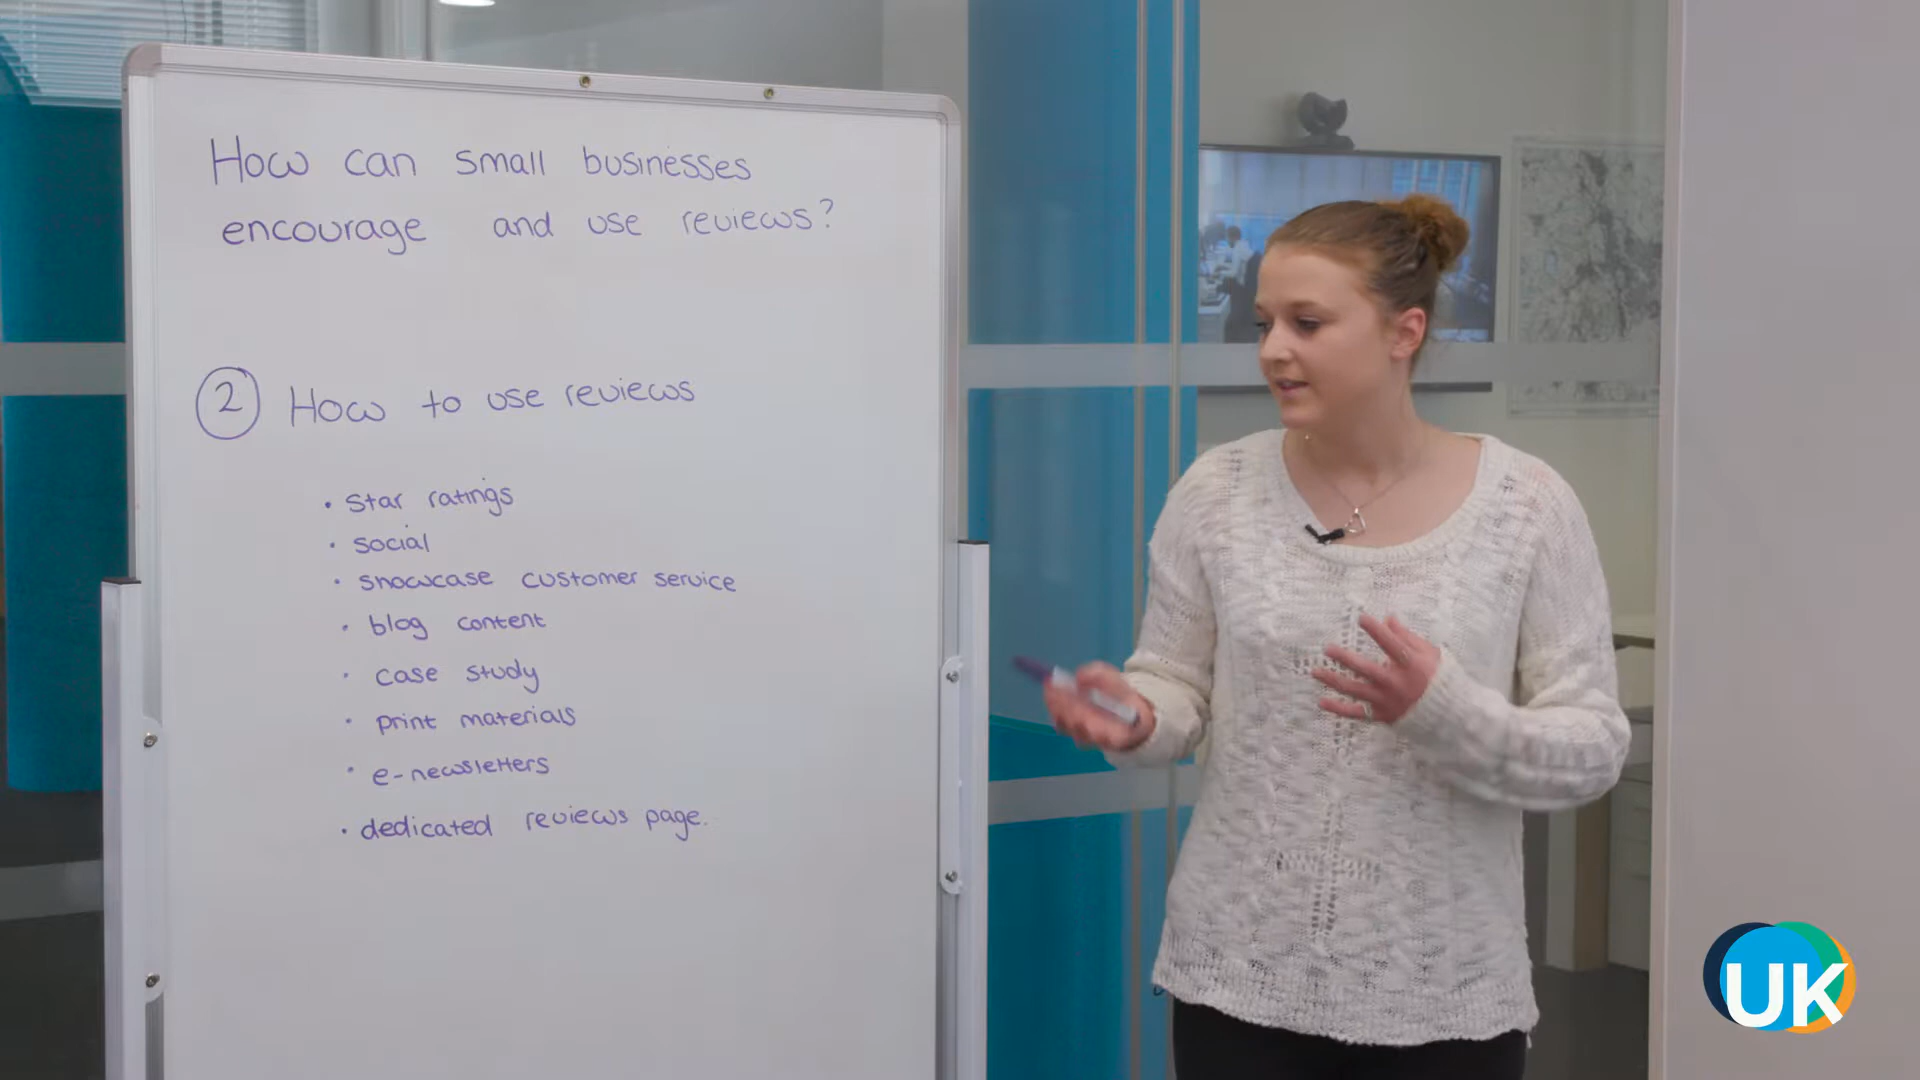 How can small businesses
encourage and use reviews?
2 How to use reviews
• star ratings
• social
• showcase customer service
• blog content
• case study
• print materials
• e-newsletters
• dedicated reviews page.
UK